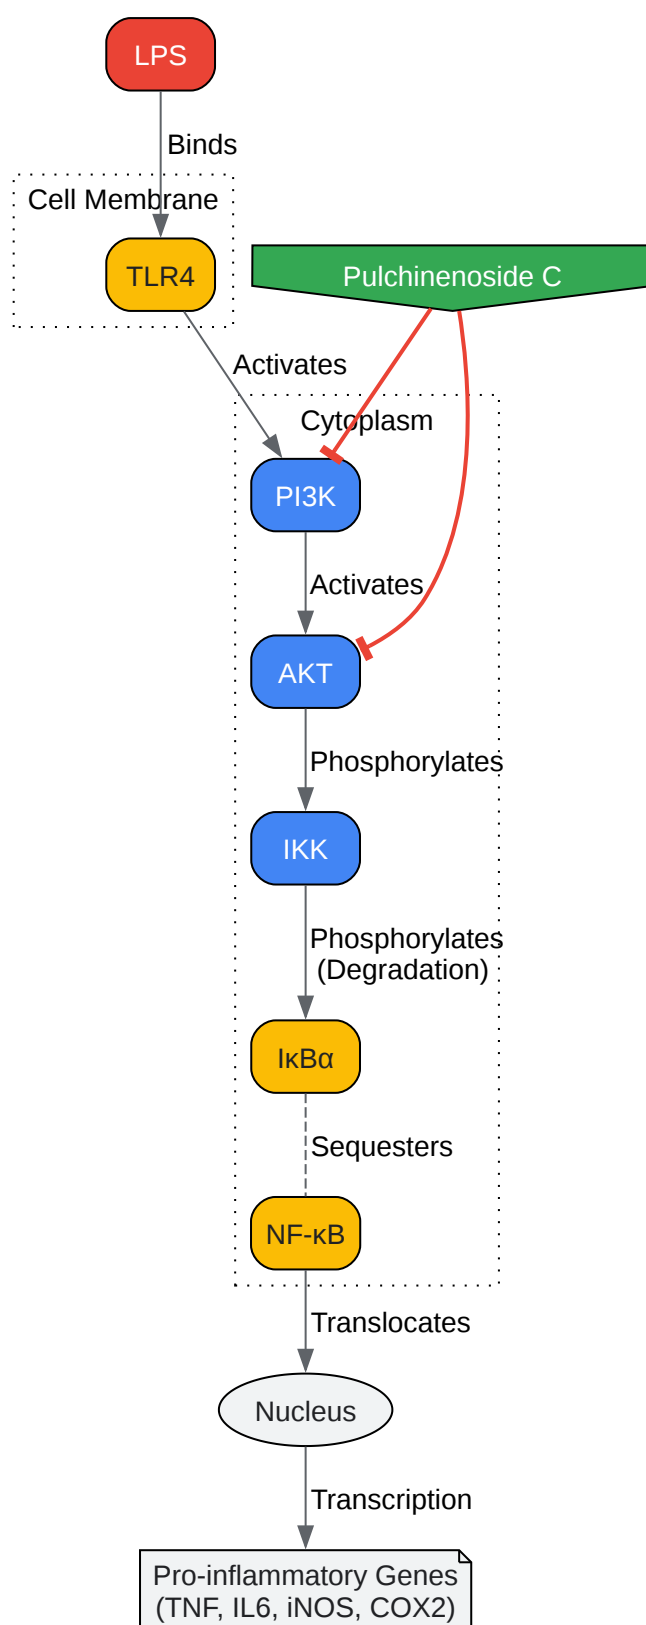 LPS
Binds
Cell Membrane
TLR4
Pulchinenoside C
Activates
Cytoplasm
PI3K
Activates
AKT
Phosphorylates
IKK
Phosphorylates
(Degradation)
IκBα
Sequesters
NF-κB
Translocates
Nucleus
Transcription
Pro-inflammatory Genes
(TNF, IL6, iNOS, COX2)